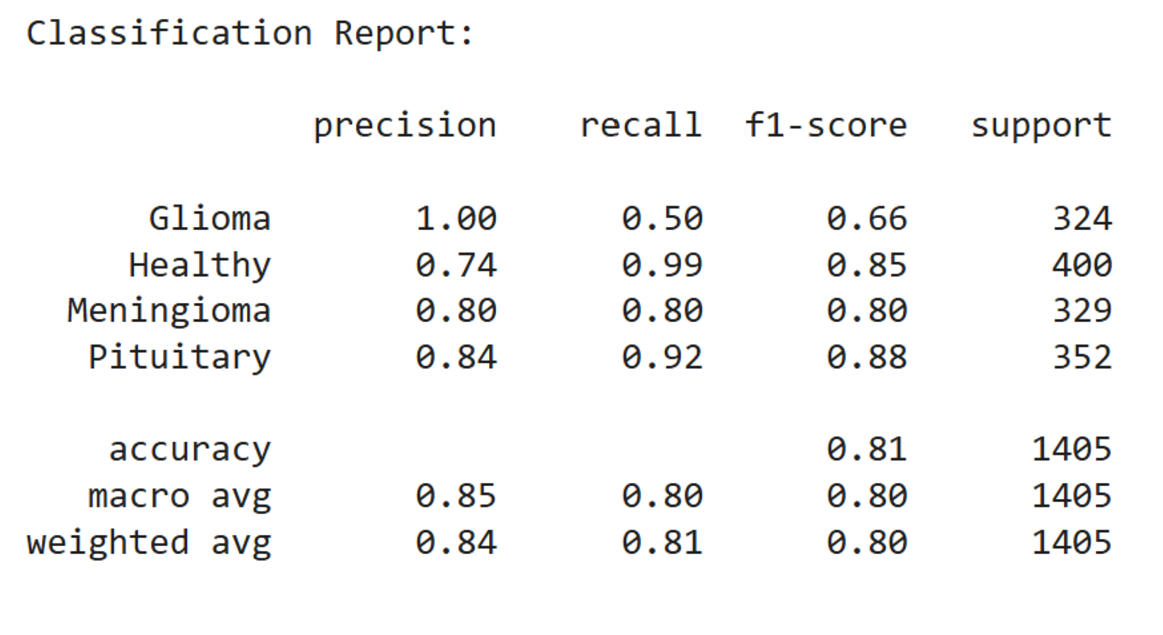 Classification Report:
precision recall f1-score support
Glioma 1.00 0.50 0.66 324
Healthy 0.74 0.99 0.85 400
Meningioma 0.80 0.80 0.80 329
Pituitary 0.84 0.92 0.88 352
accuracy 0.81 1405
macro avg 0.85 0.80 0.80 1405
weighted avg 0.84 0.81 0.80 1405